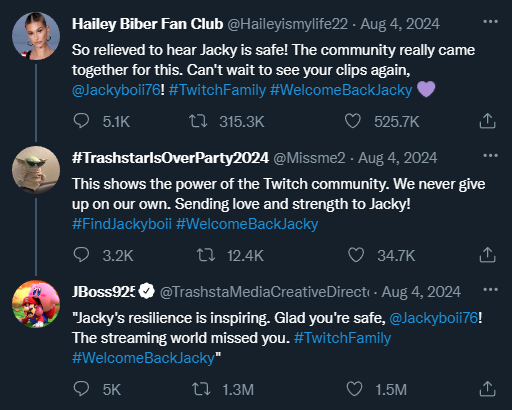 Hailey Biber Fan Club @Haileyismylife22 · Aug 4, 2024
So relieved to hear Jacky is safe! The community really came
together for this. Can't wait to see your clips again,
@Jackyboii76! #TwitchFamily #WelcomeBackJacky 💜
5.1K 315.3K 525.7K
#TrashstarIsOverParty2024 @Missme2 · Aug 4, 2024
This shows the power of the Twitch community. We never give
up on our own. Sending love and strength to Jacky!
#FindJackyboii #WelcomeBackJacky
3.2K 12.4K 34.7K
JBoss925 @TrashstaMediaCreativeDirect · Aug 4, 2024
"Jacky's resilience is inspiring. Glad you're safe, @Jackyboii76!
The streaming world missed you. #TwitchFamily
#WelcomeBackJacky"
5K 1.3M 1.5M